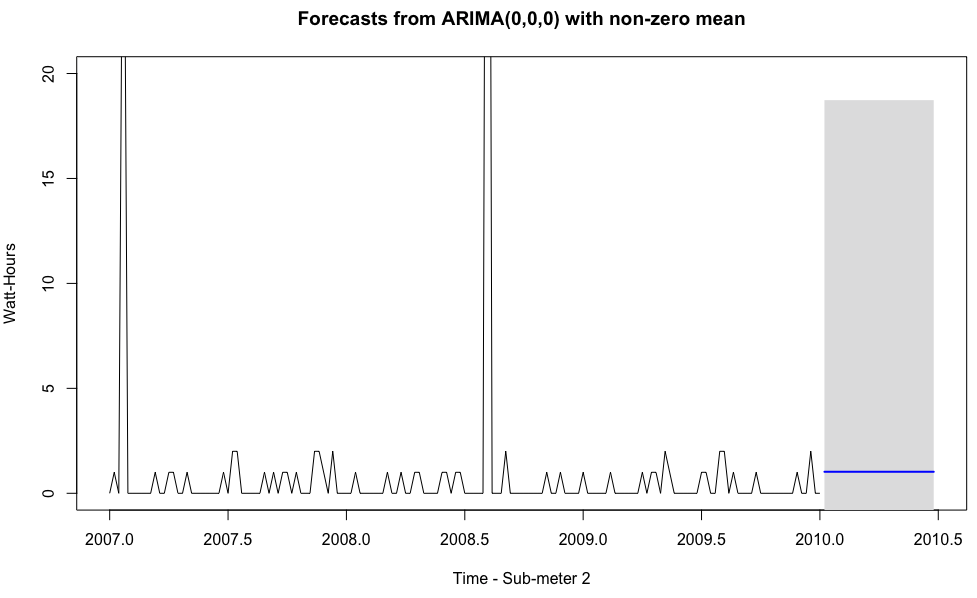 Forecasts from ARIMA(0,0,0) with non-zero mean
20
15
10
5
0
Watt-Hours
2007.0 2007.5 2008.0 2008.5 2009.0 2009.5 2010.0 2010.5
Time - Sub-meter 2